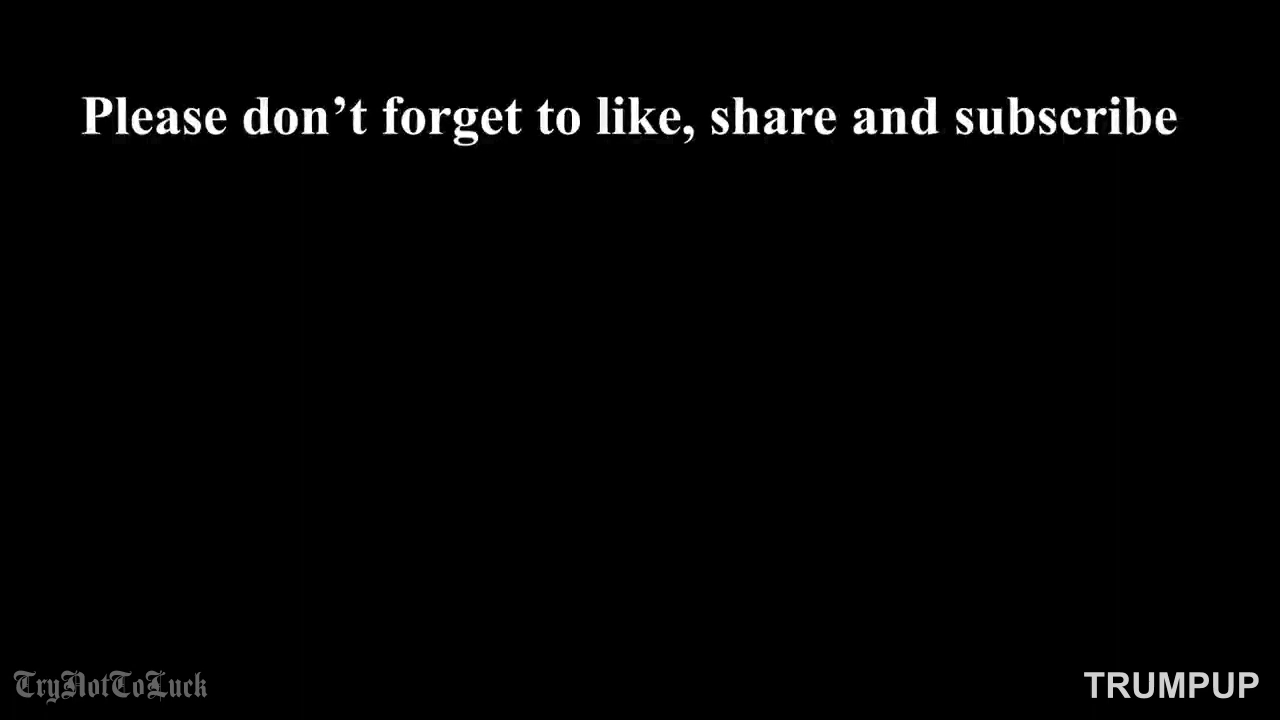 Please don’t forget to like, share and subscribe
TryNotToLuck
TRUMPUP